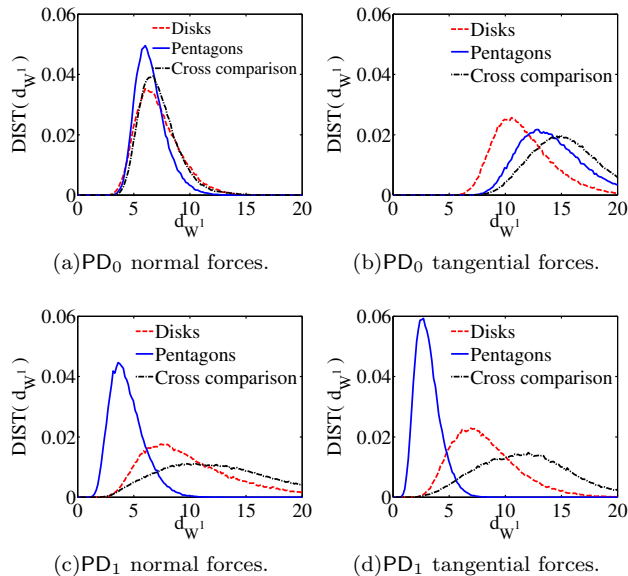 0.06
0.04
0.02
0
DIST( d_W^1 )
Disks
Pentagons
Cross comparison
0 5 10 15 20
d_W^1
(a)PD₀ normal forces.
0.06
0.04
0.02
0
DIST( d_W^1 )
Disks
Pentagons
Cross comparison
0 5 10 15 20
d_W^1
(b)PD₀ tangential forces.
0.06
0.04
0.02
0
DIST( d_W^1 )
Disks
Pentagons
Cross comparison
0 5 10 15 20
d_W^1
(c)PD₁ normal forces.
0.06
0.04
0.02
0
DIST( d_W^1 )
Disks
Pentagons
Cross comparison
0 5 10 15 20
d_W^1
(d)PD₁ tangential forces.